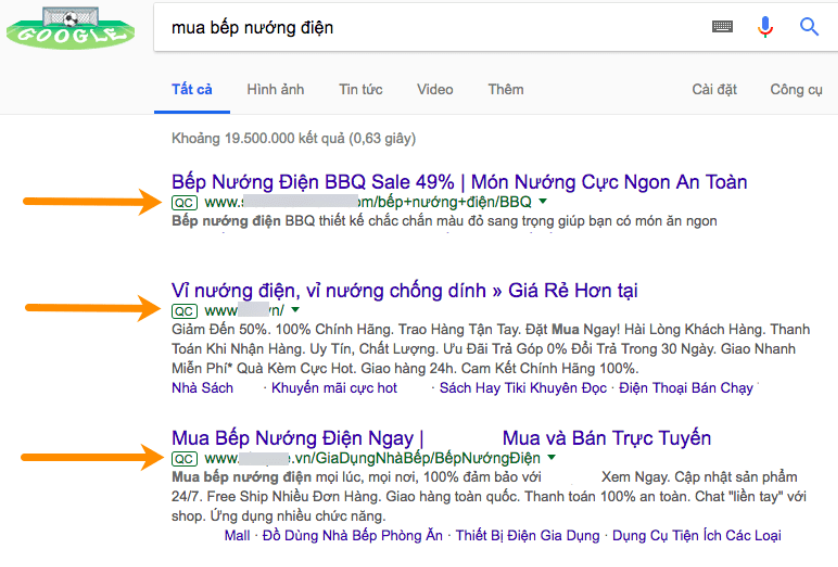 GOOGLE
mua bếp nướng điện
Tất cả Hình ảnh Tin tức Video Thêm Cài đặt Công cụ
Khoảng 19.500.000 kết quả (0,63 giây)
Bếp Nướng Điện BBQ Sale 49% | Món Nướng Cực Ngon An Toàn
QC www.s om/bếp+nướng+điện/BBQ
Bếp nướng điện BBQ thiết kế chắc chắn màu đỏ sang trọng giúp bạn có món ăn ngon
Vỉ nướng điện, vỉ nướng chống dính » Giá Rẻ Hơn tại
QC www vn/
Giảm Đến 50%. 100% Chính Hãng. Trao Hàng Tận Tay. Đặt Mua Ngay! Hài Lòng Khách Hàng. Thanh
Toán Khi Nhận Hàng. Uy Tín, Chất Lượng. Ưu Đãi Trả Góp 0% Đổi Trả Trong 30 Ngày. Giao Nhanh
Miễn Phí* Quà Kèm Cực Hot. Giao hàng 24h. Cam Kết Chính Hãng 100%.
Nhà Sách · Khuyến mãi cực hot · Sách Hay Tiki Khuyên Đọc · Điện Thoại Bán Chạy
Mua Bếp Nướng Điện Ngay | Mua và Bán Trực Tuyến
QC www. e.vn/GiaDụngNhàBếp/BếpNướngĐiện
Mua bếp nướng điện mọi lúc, mọi nơi, 100% đảm bảo với Xem Ngay. Cập nhật sản phẩm
24/7. Free Ship Nhiều Đơn Hàng. Giao hàng toàn quốc. Thanh toán 100% an toàn. Chat "liền tay" với
shop. Ứng dụng nhiều chức năng.
Mall · Đồ Dùng Nhà Bếp Phòng Ăn · Thiết Bị Điện Gia Dụng · Dụng Cụ Tiện Ích Các Loại